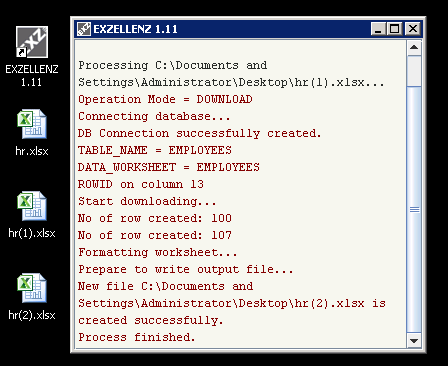 EXZELLENZ 1.11
hr.xlsx
hr(1).xlsx
hr(2).xlsx
EXZELLENZ 1.11
Processing C:\Documents and
Settings\Administrator\Desktop\hr(1).xlsx...
Operation Mode = DOWNLOAD
Connecting database...
DB Connection successfully created.
TABLE_NAME = EMPLOYEES
DATA_WORKSHEET = EMPLOYEES
ROWID on column 13
Start downloading...
No of row created: 100
No of row created: 107
Formatting worksheet...
Prepare to write output file...
New file C:\Documents and
Settings\Administrator\Desktop\hr(2).xlsx is
created successfully.
Process finished.